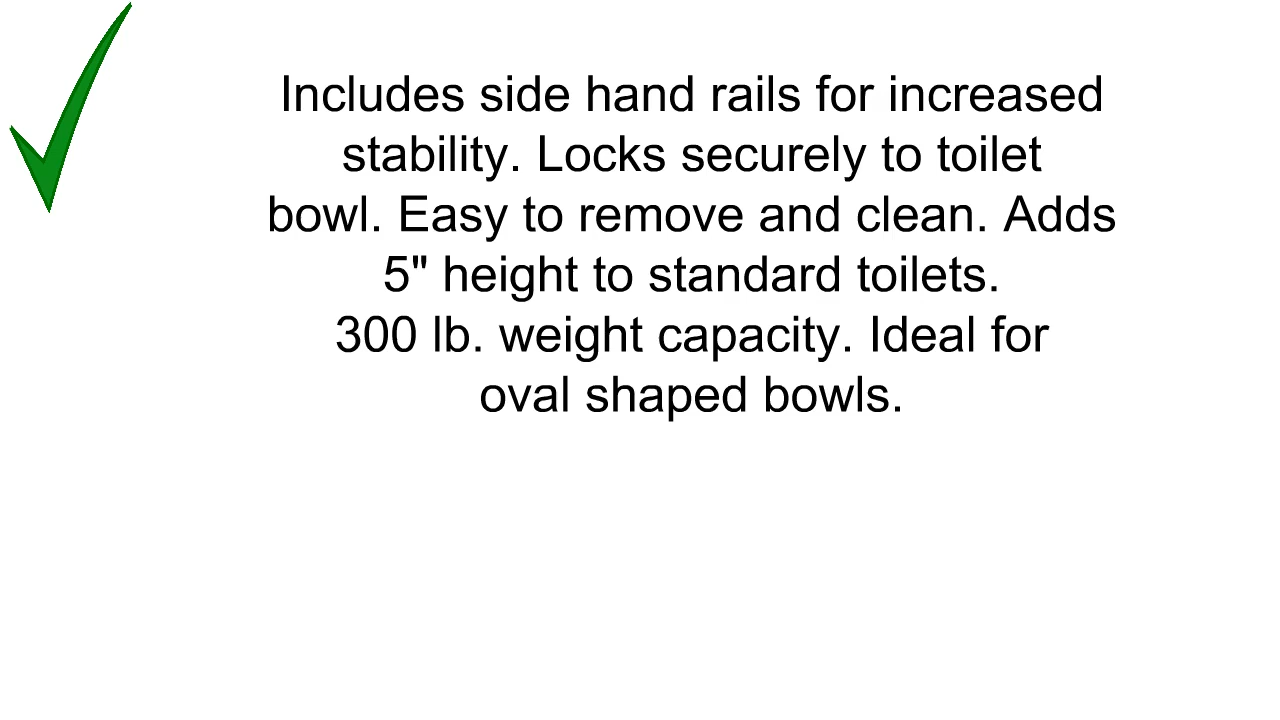 Includes side hand rails for increased
stability. Locks securely to toilet
bowl. Easy to remove and clean. Adds
5" height to standard toilets.
300 lb. weight capacity. Ideal for
oval shaped bowls.